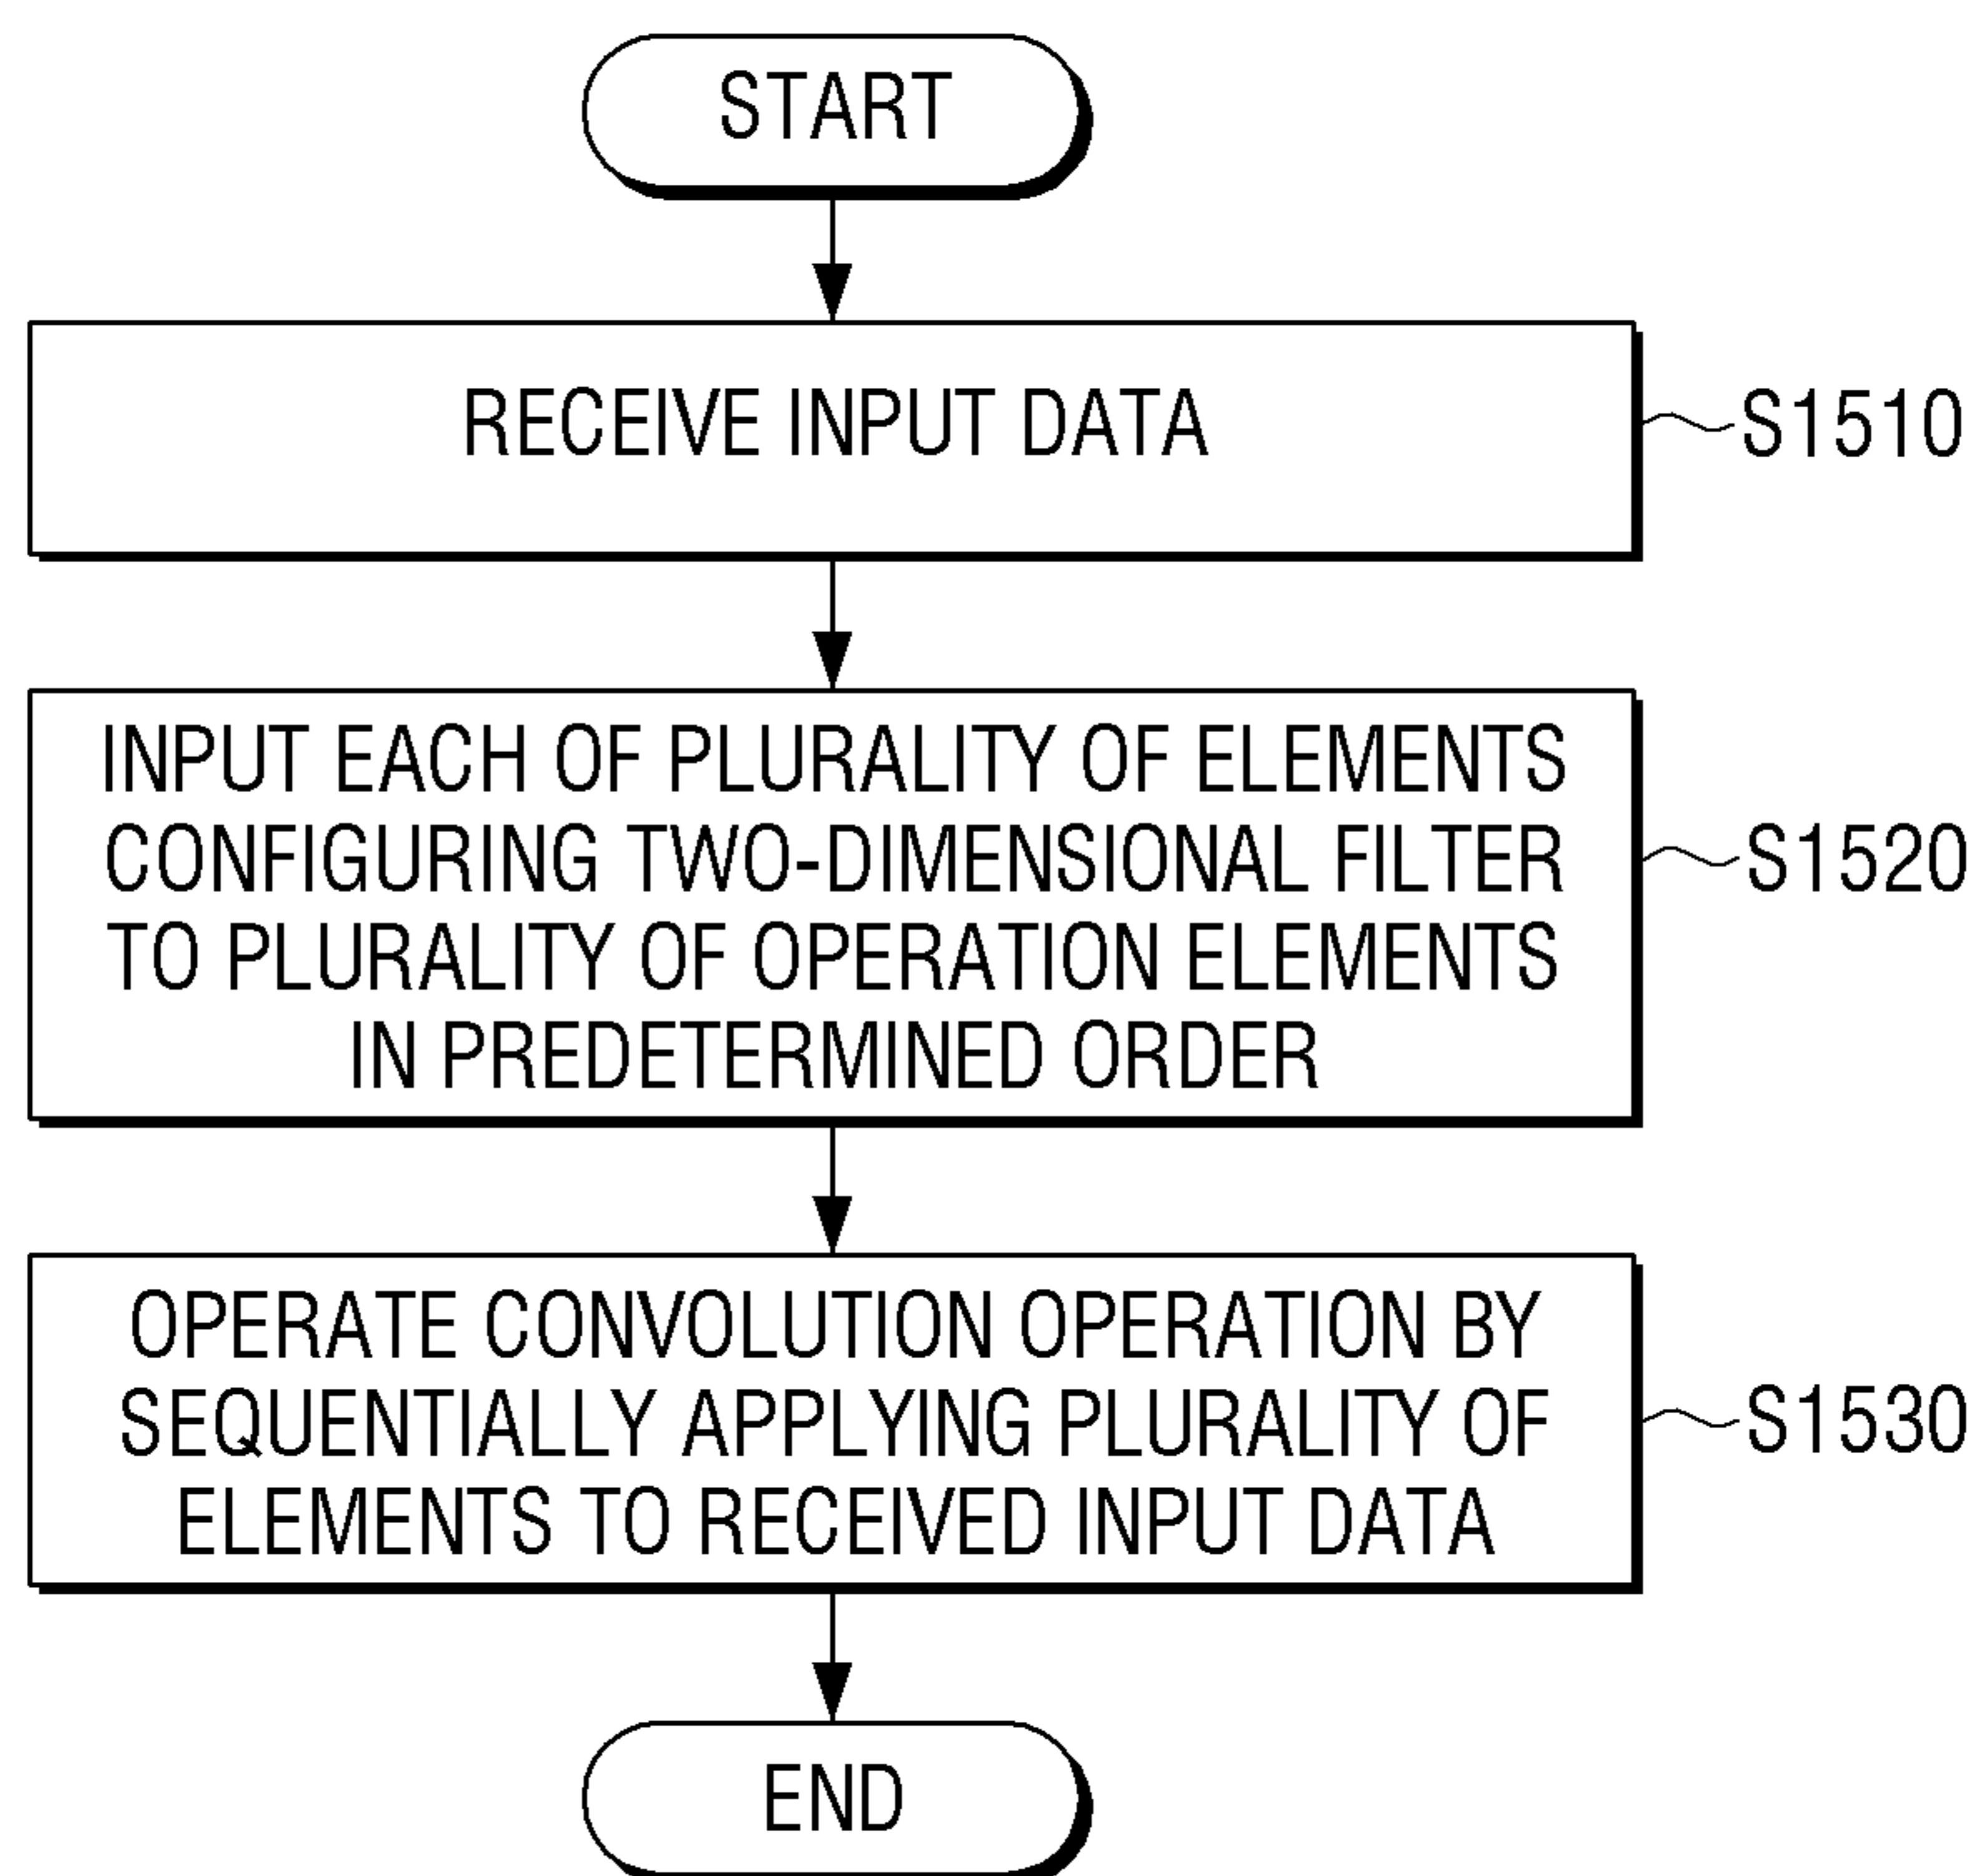 START
RECEIVE INPUT DATA
S1510
INPUT EACH OF PLURALITY OF ELEMENTS
CONFIGURING TWO-DIMENSIONAL FILTER
TO PLURALITY OF OPERATION ELEMENTS
IN PREDETERMINED ORDER
S1520
OPERATE CONVOLUTION OPERATION BY
SEQUENTIALLY APPLYING PLURALITY OF
ELEMENTS TO RECEIVED INPUT DATA
S1530
END